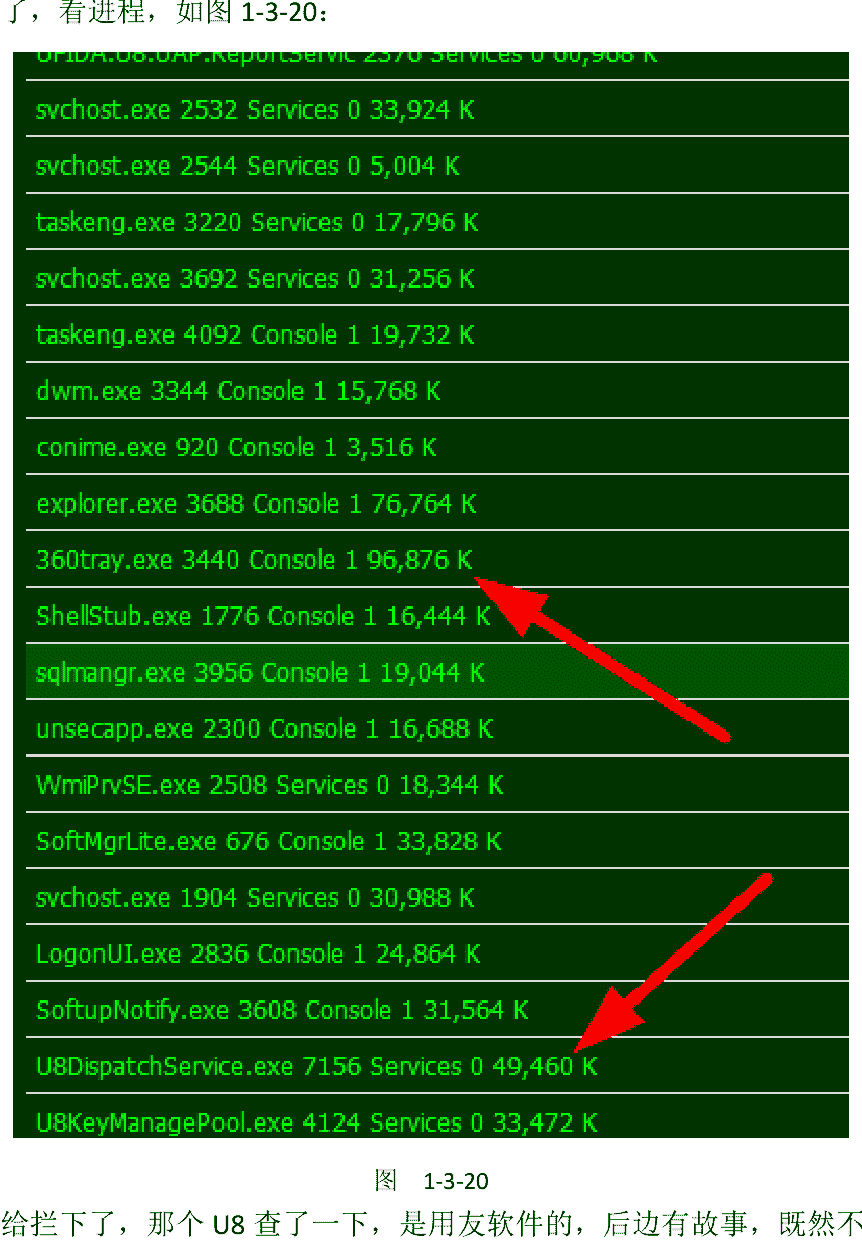 了，看进程，如图 1-3-20：
UFIDA.U8.UAP.ReportServic 2376 Services 0 60,968 K
svchost.exe 2532 Services 0 33,924 K
svchost.exe 2544 Services 0 5,004 K
taskeng.exe 3220 Services 0 17,796 K
svchost.exe 3692 Services 0 31,256 K
taskeng.exe 4092 Console 1 19,732 K
dwm.exe 3344 Console 1 15,768 K
conime.exe 920 Console 1 3,516 K
explorer.exe 3688 Console 1 76,764 K
360tray.exe 3440 Console 1 96,876 K
ShellStub.exe 1776 Console 1 16,444 K
sqlmangr.exe 3956 Console 1 19,044 K
unsecapp.exe 2300 Console 1 16,688 K
WmiPrvSE.exe 2508 Services 0 18,344 K
SoftMgrLite.exe 676 Console 1 33,828 K
svchost.exe 1904 Services 0 30,988 K
LogonUI.exe 2836 Console 1 24,864 K
SoftupNotify.exe 3608 Console 1 31,564 K
U8DispatchService.exe 7156 Services 0 49,460 K
U8KeyManagePool.exe 4124 Services 0 33,472 K
图 1-3-20
给拦下了，那个 U8 查了一下，是用友软件的，后边有故事，既然不